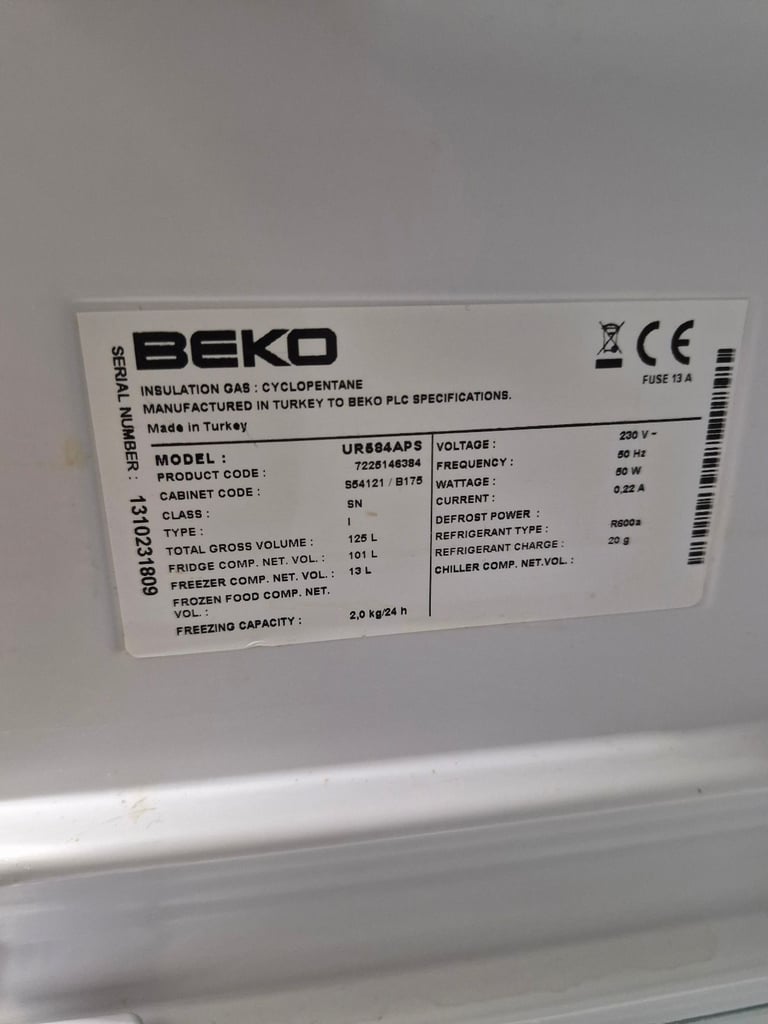 BEKO
CE
INSULATION GAS : CYCLOPENTANE
FUSE 13 A
MANUFACTURED IN TURKEY TO BEKO PLC SPECIFICATIONS.
Made in Turkey
SERIAL NUMBER : 1310231809
MODEL : UR584APS
PRODUCT CODE : 7225146384
CABINET CODE : S54121 / B175
CLASS : SN
TYPE : I
TOTAL GROSS VOLUME : 125 L
FRIDGE COMP. NET. VOL. : 101 L
FREEZER COMP. NET. VOL. : 13 L
FROZEN FOOD COMP. NET.
VOL. :
FREEZING CAPACITY : 2,0 kg/24 h
VOLTAGE : 230 V ~
FREQUENCY : 50 Hz
WATTAGE : 50 W
CURRENT : 0,22 A
DEFROST POWER :
REFRIGERANT TYPE : R600a
REFRIGERANT CHARGE : 20 g
CHILLER COMP. NET.VOL. :